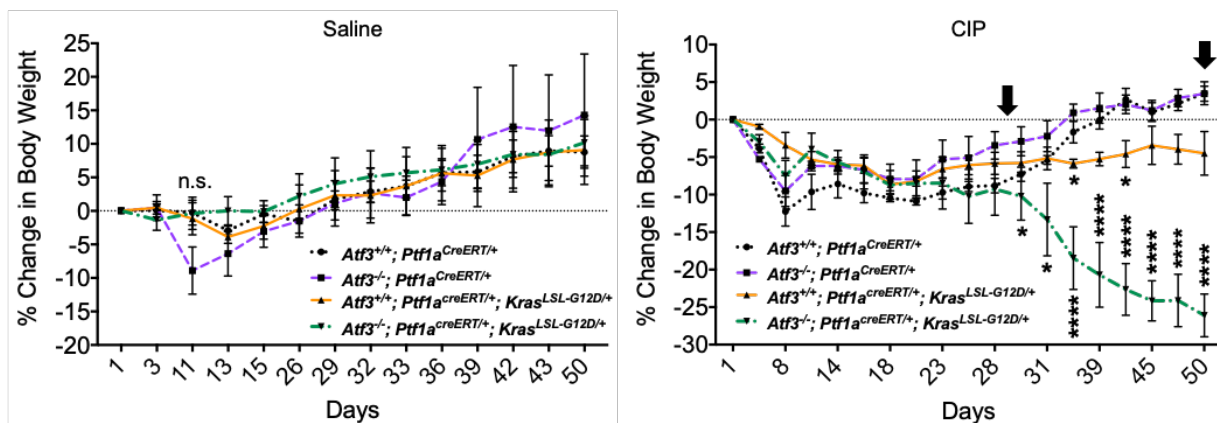 Saline
% Change in Body Weight
25
20
15
10
5
0
-5
-10
-15
-20
n.s.
Atf3+/+; Ptf1aCreERT/+
Atf3-/-; Ptf1aCreERT/+
Atf3+/+; Ptf1acreERT/+; KrasLSL-G12D/+
Atf3-/-; Ptf1acreERT/+; KrasLSL-G12D/+
1 3 11 13 15 26 29 32 33 36 39 42 43 50
Days
CIP
% Change in Body Weight
10
5
0
-5
-10
-15
-20
-25
-30
Atf3+/+; Ptf1aCreERT/+
Atf3-/-; Ptf1aCreERT/+
Atf3+/+; Ptf1acreERT/+; KrasLSL-G12D/+
Atf3-/-; Ptf1acreERT/+; KrasLSL-G12D/+
*
*
*
****
*
****
****
***
****
1 8 14 18 23 28 31 39 45 50
Days